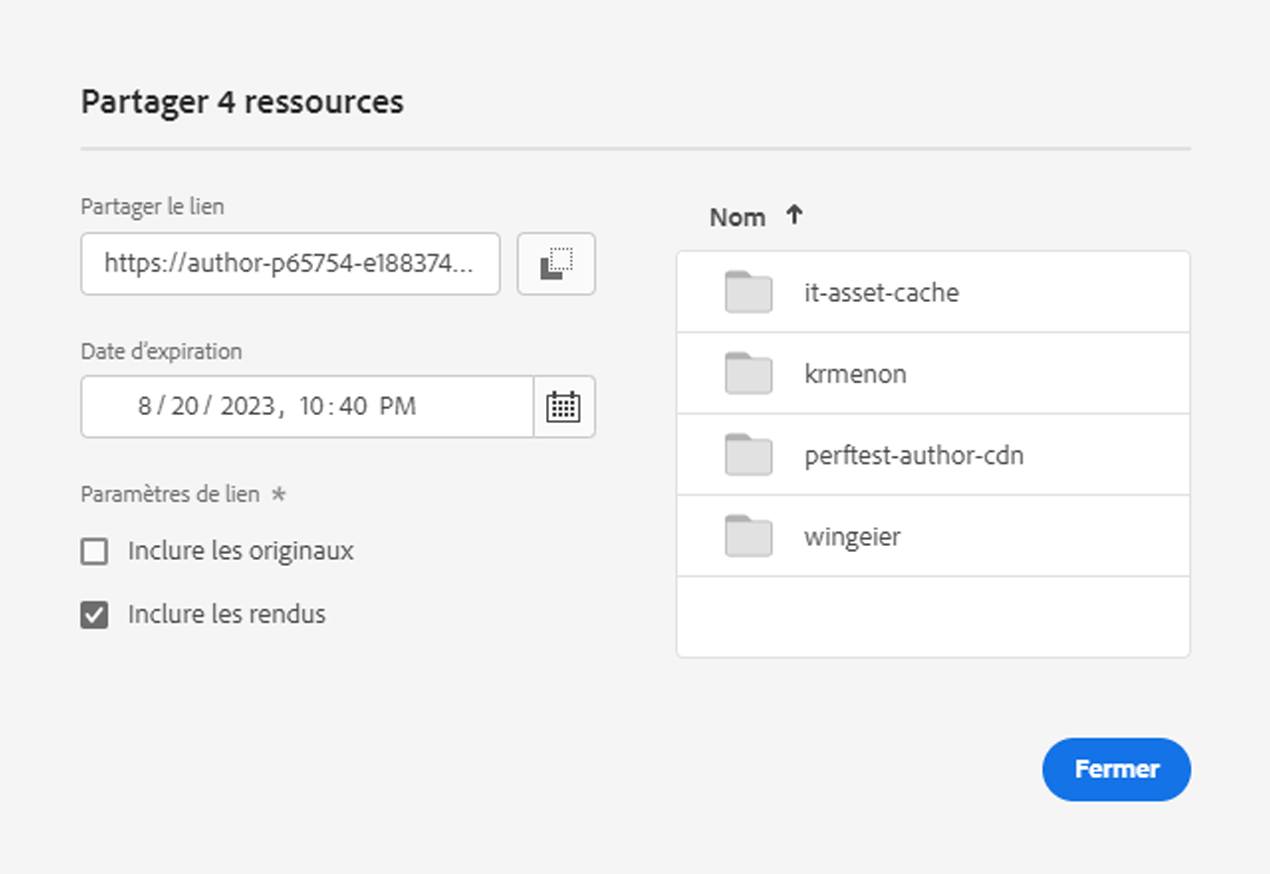 Partager 4 ressources
Partager le lien
https://author-p65754-e188374...
Date d'expiration
8/20/2023, 10:40 PM
Paramètres de lien *
Inclure les originaux
Inclure les rendus
Nom ↑
it-asset-cache
krmenon
perftest-author-cdn
wingeier
Fermer